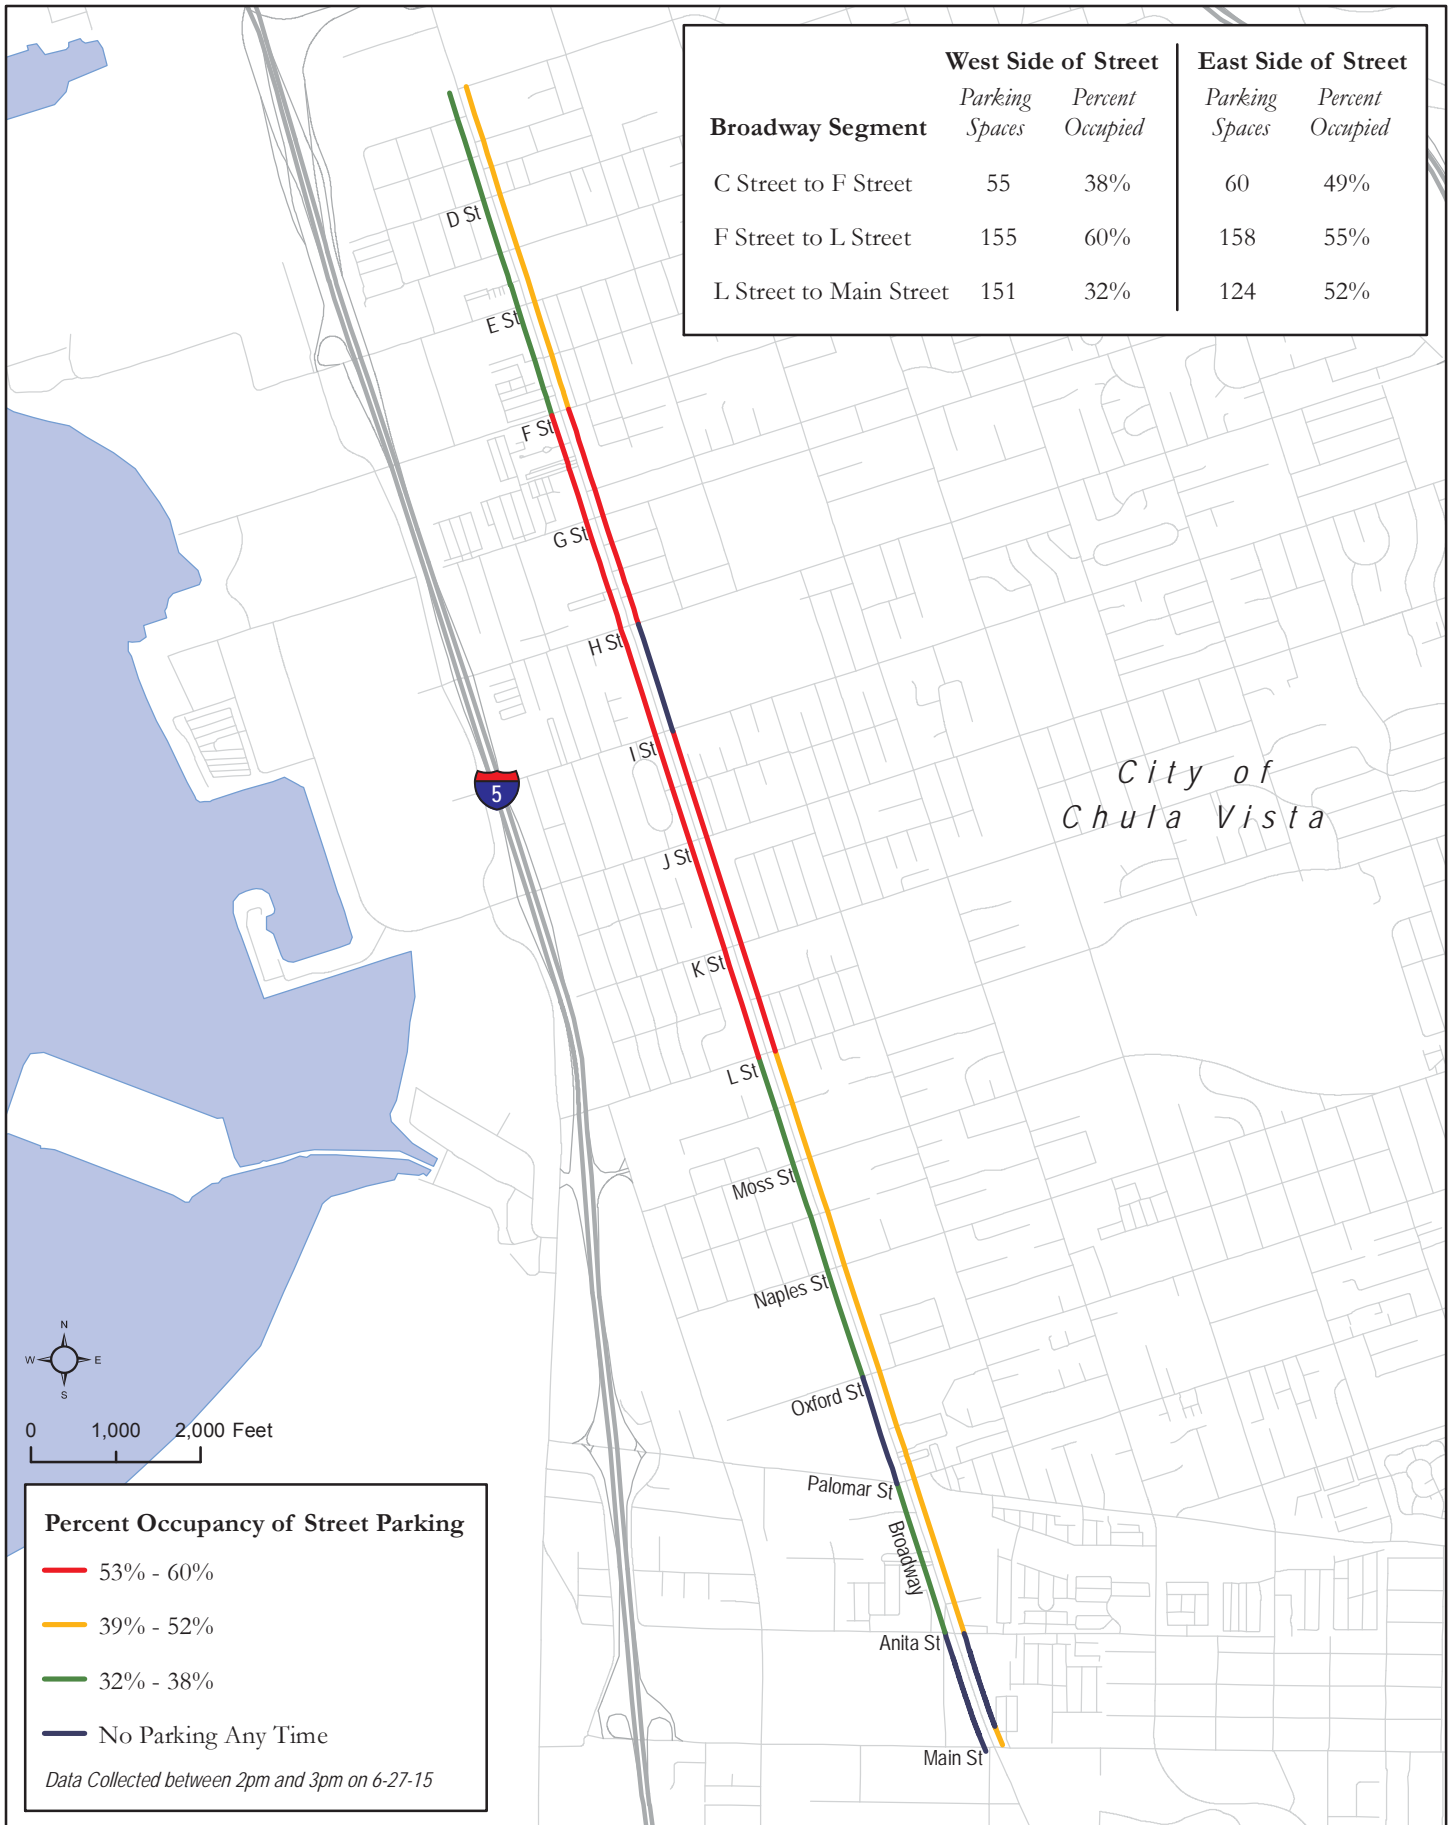 West Side of Street East Side of Street
Parking Percent Parking Percent
Broadway Segment Spaces Occupied Spaces Occupied
C Street to F Street 55 38% 60 49%
F Street to L Street 155 60% 158 55%
L Street to Main Street 151 32% 124 52%
D St
E St
F St
G St
H St
I St
5
City of
Chula Vista
J St
K St
L St
Moss St
Naples St
N
W E
S
Oxford St
0 1,000 2,000 Feet
Palomar St
Broadway
Anita St
Main St
Percent Occupancy of Street Parking
53% - 60%
39% - 52%
32% - 38%
No Parking Any Time
Data Collected between 2pm and 3pm on 6-27-15